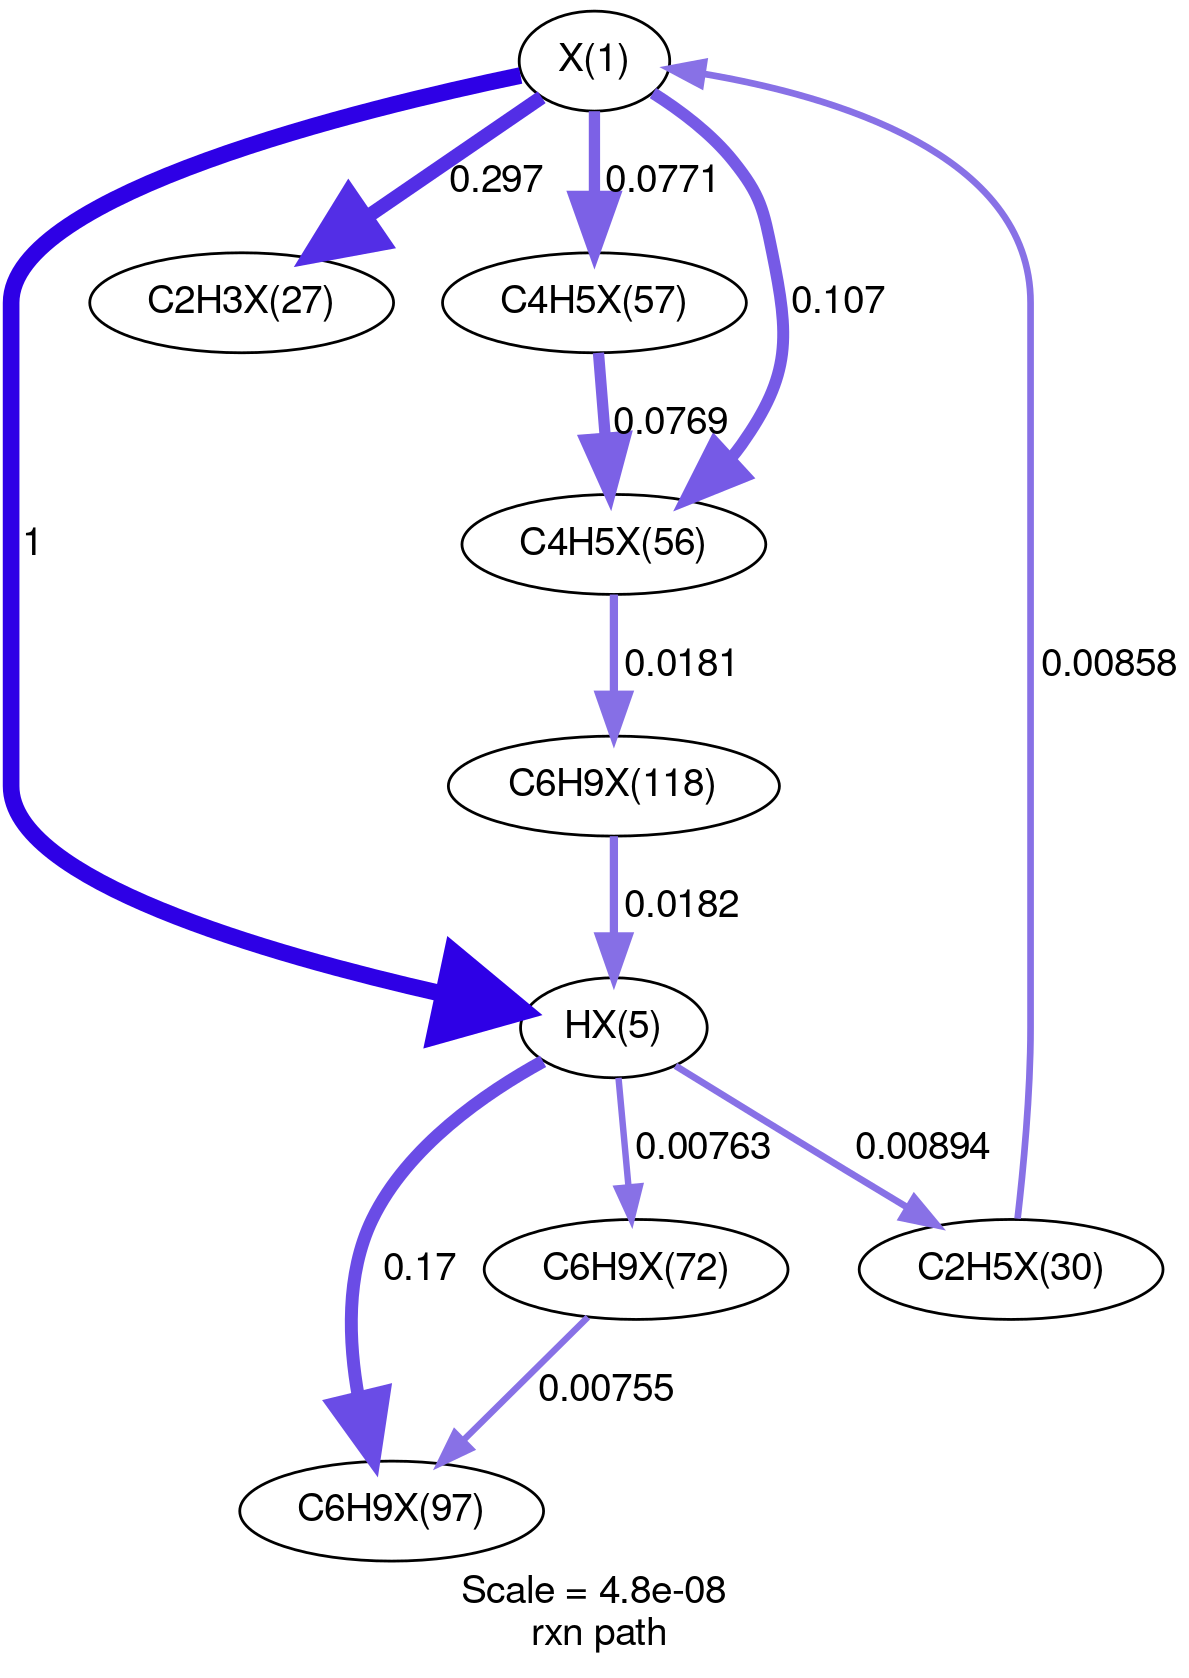 X(1)
0.297
0.0771
C2H3X(27)
C4H5X(57)
0.107
0.0769
1
C4H5X(56)
0.0181
0.00858
C6H9X(118)
0.0182
HX(5)
0.00763
0.00894
0.17
C6H9X(72)
C2H5X(30)
0.00755
C6H9X(97)
Scale = 4.8e-08
rxn path